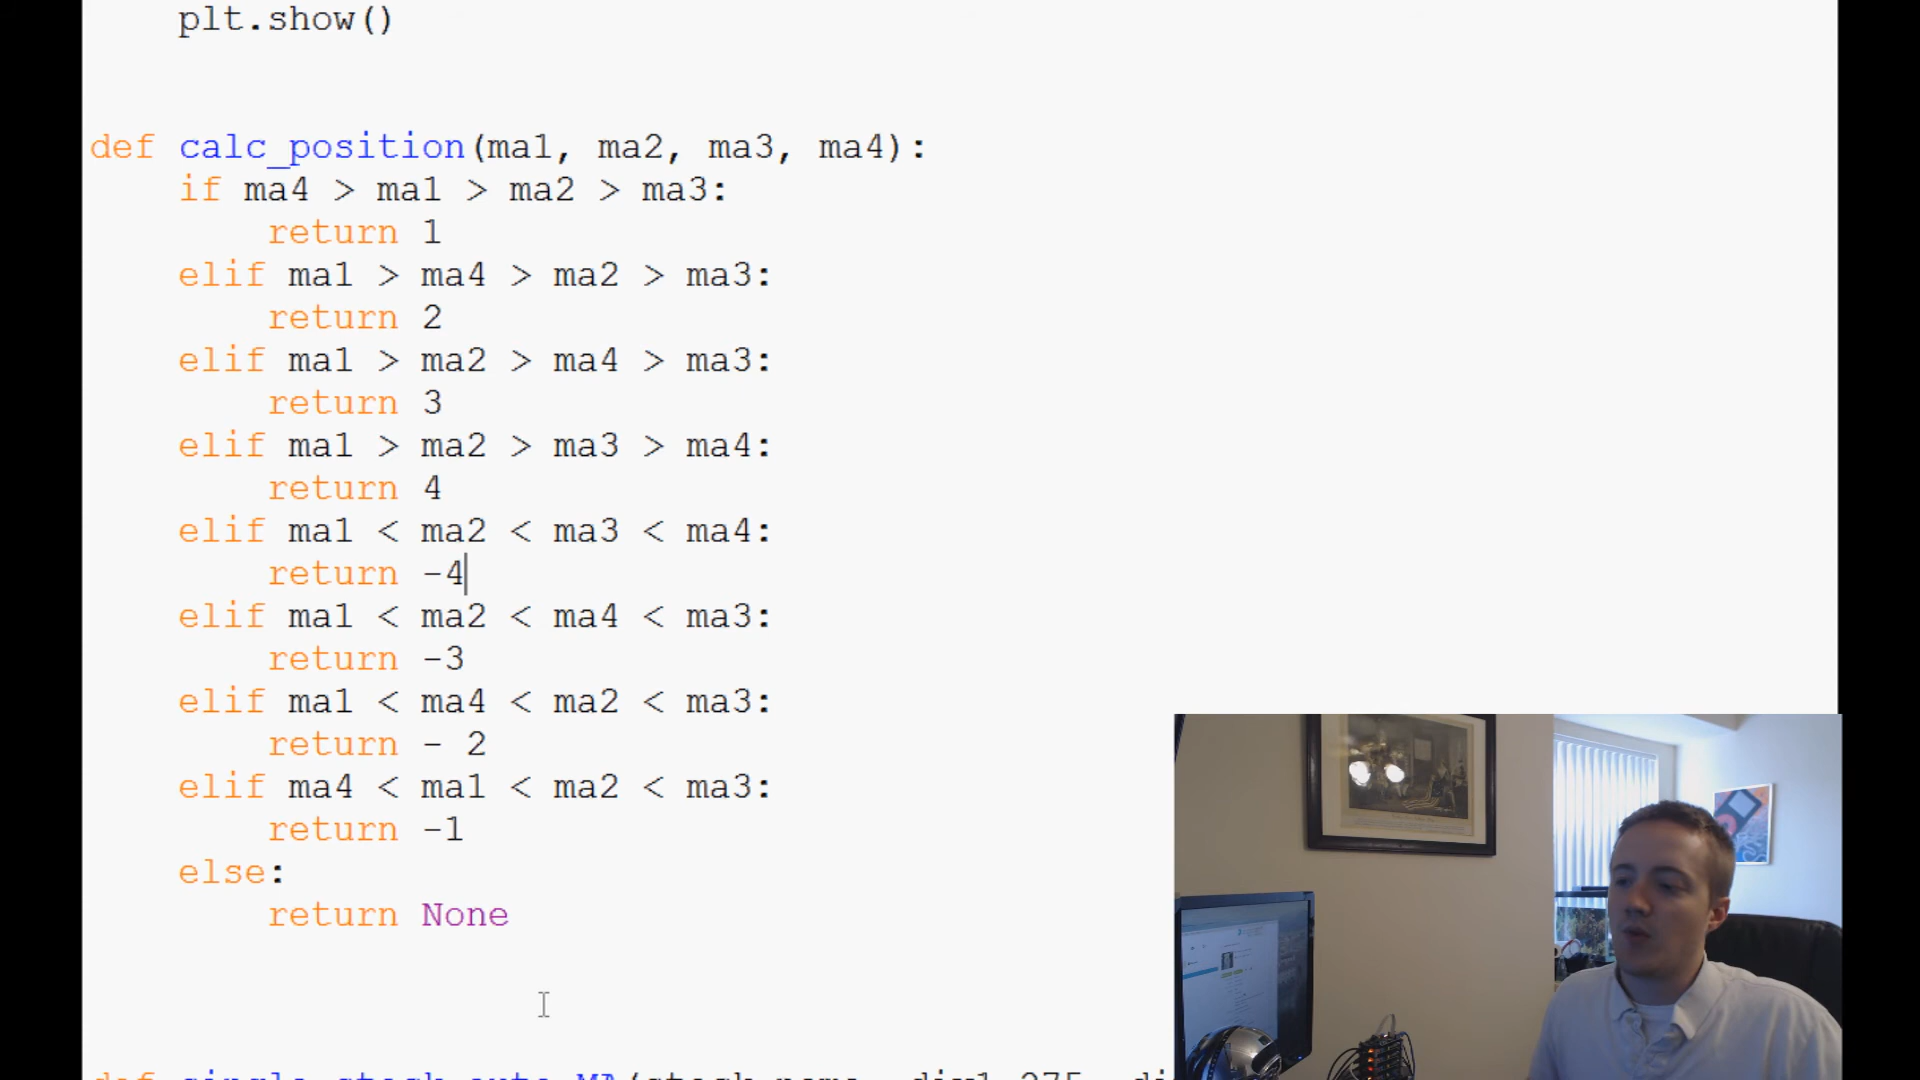 plt.show()
def calc_position(ma1, ma2, ma3, ma4):
if ma4 > ma1 > ma2 > ma3:
return 1
elif ma1 > ma4 > ma2 > ma3:
return 2
elif ma1 > ma2 > ma4 > ma3:
return 3
elif ma1 > ma2 > ma3 > ma4:
return 4
elif ma1 < ma2 < ma3 < ma4:
return -4
elif ma1 < ma2 < ma4 < ma3:
return -3
elif ma1 < ma4 < ma2 < ma3:
return - 2
elif ma4 < ma1 < ma2 < ma3:
return -1
else:
return None